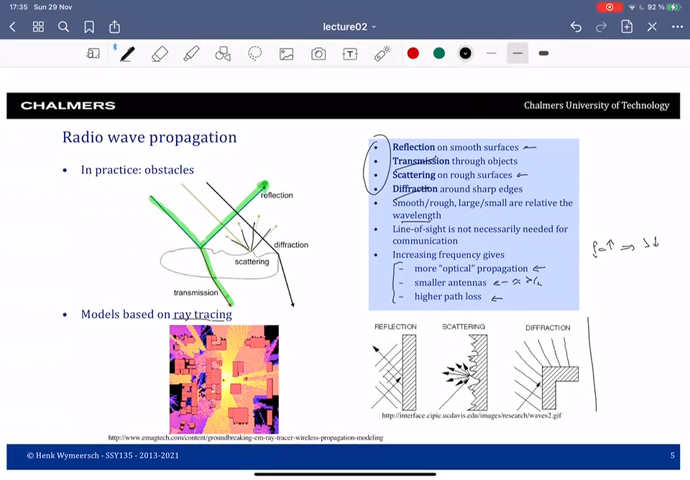 17:35 Sun 29 Nov
92 %
lecture02
CHALMERS
Chalmers University of Technology
Radio wave propagation
• In practice: obstacles
reflection
diffraction
scattering
transmission
• Models based on ray tracing
http://www.emagtech.com/content/groundbreaking-em-ray-tracer-wireless-propagation-modeling
• Reflection on smooth surfaces
• Transmission through objects
• Scattering on rough surfaces
• Diffraction around sharp edges
• Smooth/rough, large/small are relative the
wavelength
• Line-of-sight is not necessarily needed for
communication
• Increasing frequency gives
– more "optical" propagation
– smaller antennas ← ≈ λ/2
– higher path loss
fc↑ ⇒ λ↓
REFLECTION
SCATTERING
DIFFRACTION
http://interface.cipic.ucdavis.edu/images/research/waves2.gif
© Henk Wymeersch - SSY135 - 2013-2021
5